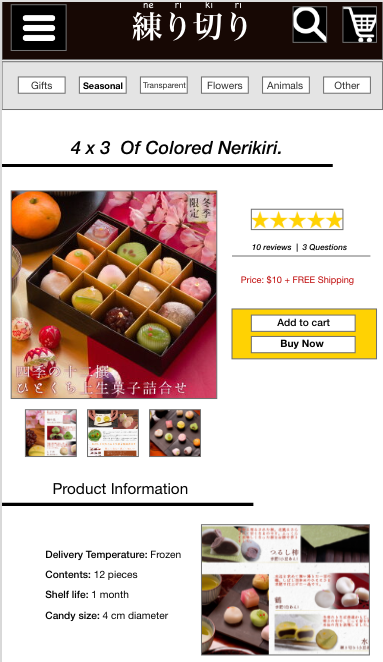 ne ri ki ri
練り切り
Gifts
Seasonal
Transparent
Flowers
Animals
Other
4 x 3 Of Colored Nerikiri.
冬季
限定
四季の十二撰
ひとくち上生菓子詰合せ
10 reviews | 3 Questions
Price: $10 + FREE Shipping
Add to cart
Buy Now
Product Information
Delivery Temperature: Frozen
Contents: 12 pieces
Shelf life: 1 month
Candy size: 4 cm diameter
つるし柿
鶴